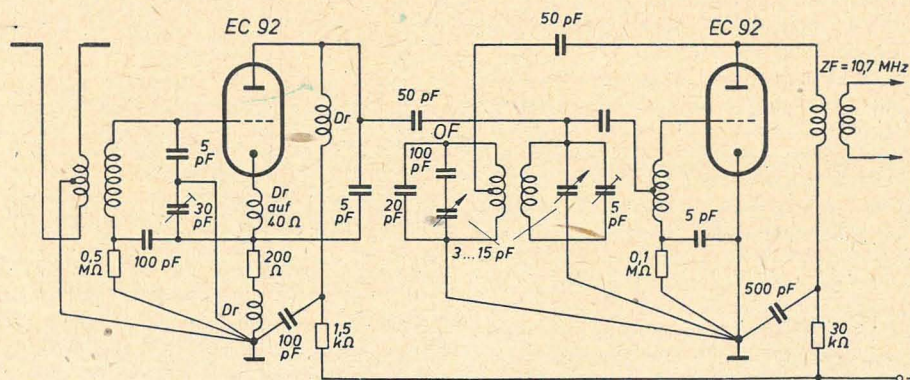 EC 92
50 pF
EC 92
ZF = 10,7 MHz
Dr
50 pF
5
pF
OF
100
pF
Dr
auf
40 Ω
30
pF
5
pF
20
pF
5
pF
3...15 pF
5 pF
0,5
MΩ
100 pF
200
Ω
0,1
MΩ
Dr
100
pF
1,5
kΩ
500 pF
30
kΩ